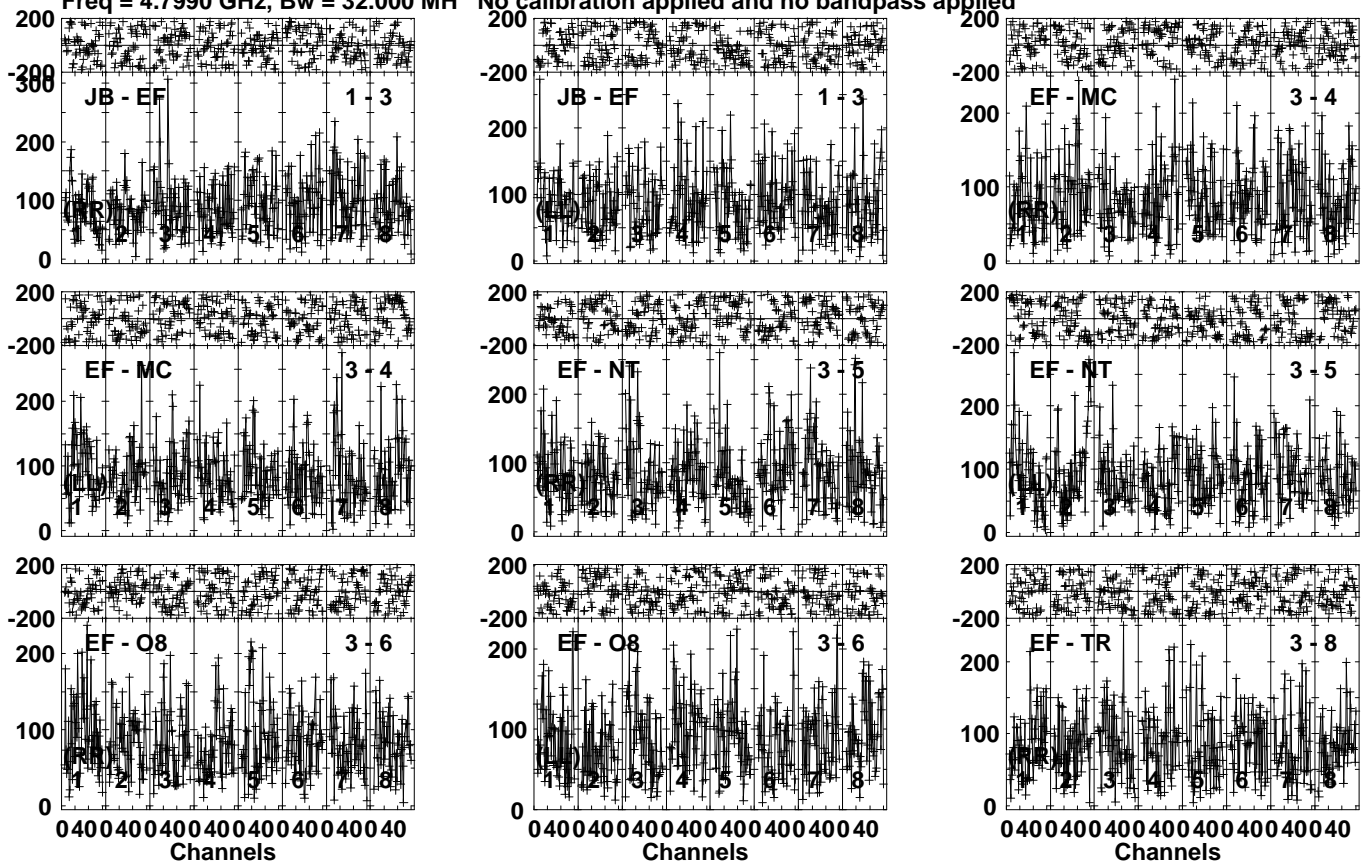 Freq = 4.7990 GHz, Bw = 32.000 MH No calibration applied and no bandpass applied
200 200 200
-200 -200 -200
300 JB - EF 1 - 3 JB - EF 1 - 3 EF - MC 3 - 4
200 200 200
100 100 100
(RR) (LL) (RR)
1 2 3 4 5 6 7 8 1 2 3 4 5 6 7 8 1 2 3 4 5 6 7 8
0 0 0
200 200 200
-200 -200 -200
EF - MC 3 - 4 EF - NT 3 - 5 EF - NT 3 - 5
200 200 200
100 100 100
(LL) (RR) (LL)
1 2 3 4 5 6 7 8 1 2 3 4 5 6 7 8 1 2 3 4 5 6 7 8
0 0 0
200 200 200
-200 -200 -200
EF - O8 3 - 6 EF - O8 3 - 6 EF - TR 3 - 8
200 200 200
100 100 100
(RR) (LL) (RR)
1 2 3 4 5 6 7 8 1 2 3 4 5 6 7 8 1 2 3 4 5 6 7 8
0 0 0
0 40 0 40 0 40 0 40 0 40 0 40 0 40 0 40 0 40 0 40 0 40 0 40 0 40 0 40 0 40 0 40 0 40 0 40 0 40 0 40 0 40 0 40 0 40 0 40
Channels Channels Channels